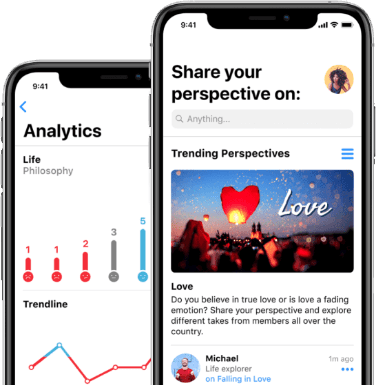 9:41
Analytics
Life
Philosophy
1
1
2
3
5
Trendline
9:41
Share your
perspective on:
Anything...
Trending Perspectives
Love
Love
Do you believe in true love or is love a fading
emotion? Share your perspective and explore
different takes from members all over the
country.
Michael
1m ago
Life explorer
on Falling in Love